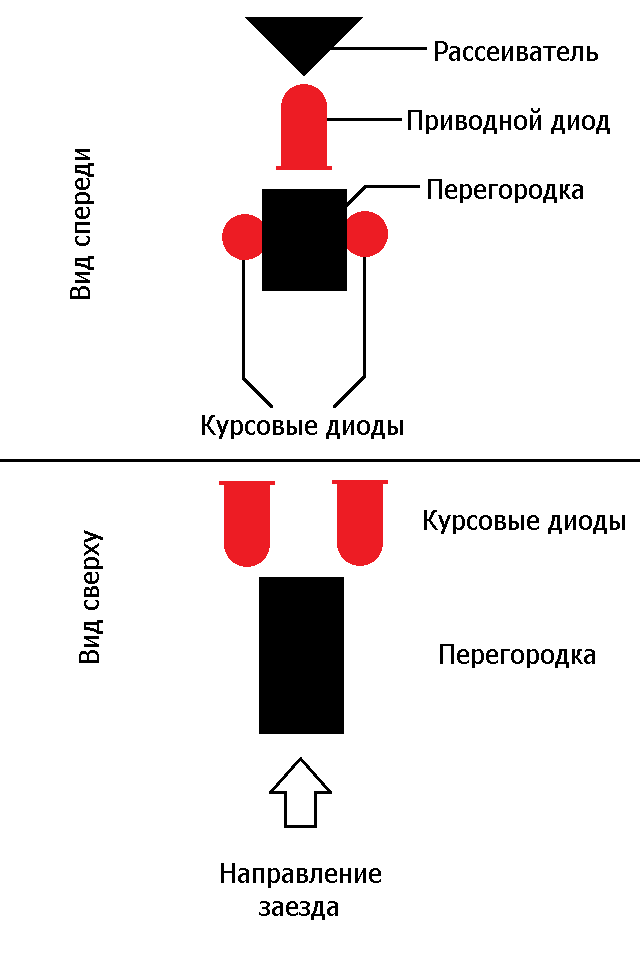 Рассеиватель
Приводной диод
Перегородка
Вид спереди
Курсовые диоды
Курсовые диоды
Вид сверху
Перегородка
Направление
заезда